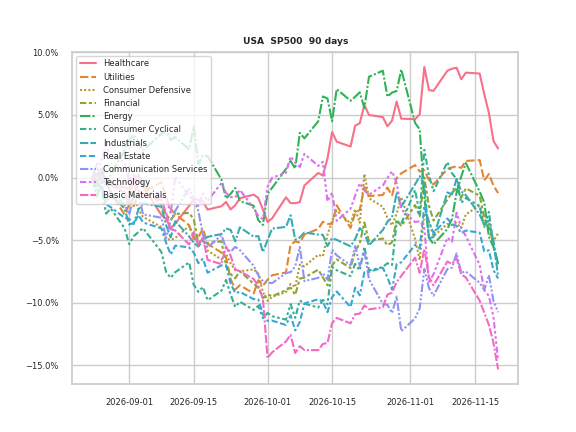 USA  SP500  90 days
10.0%
5.0%
0.0%
−5.0%
−10.0%
−15.0%
Healthcare
Utilities
Consumer Defensive
Financial
Energy
Consumer Cyclical
Industrials
Real Estate
Communication Services
Technology
Basic Materials
2026-09-01
2026-09-15
2026-10-01
2026-10-15
2026-11-01
2026-11-15